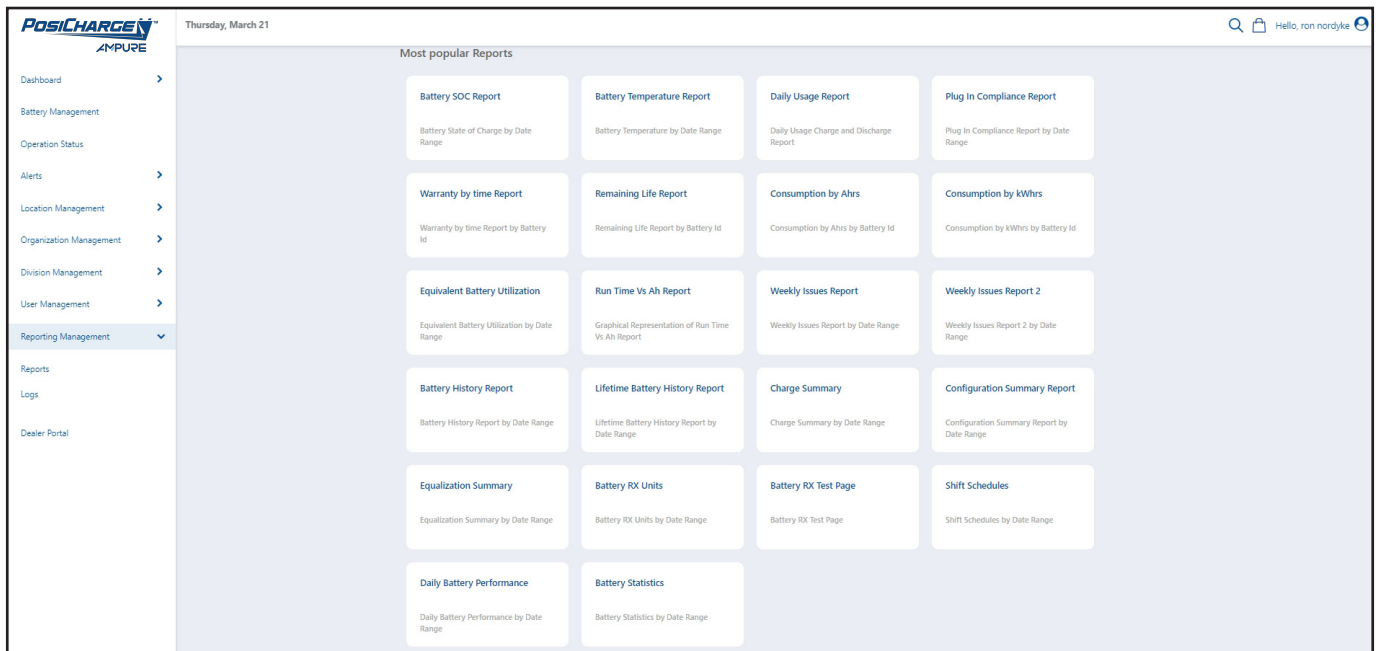 POSICHARGE™
AMPURE
Thursday, March 21
Hello, ron nordyke
Dashboard
Battery Management
Operation Status
Alerts
Location Management
Organization Management
Division Management
User Management
Reporting Management
Reports
Logs
Dealer Portal
Most popular Reports
Battery SOC Report
Battery State of Charge by Date
Range
Battery Temperature Report
Battery Temperature by Date Range
Daily Usage Report
Daily Usage Charge and Discharge
Report
Plug In Compliance Report
Plug In Compliance Report by Date
Range
Warranty by time Report
Warranty by time Report by Battery
Id
Remaining Life Report
Remaining Life Report by Battery Id
Consumption by Ahrs
Consumption by Ahrs by Battery Id
Consumption by kWhrs
Consumption by kWhrs by Battery Id
Equivalent Battery Utilization
Equivalent Battery Utilization by Date
Range
Run Time Vs Ah Report
Graphical Representation of Run Time
Vs Ah Report
Weekly Issues Report
Weekly Issues Report by Date Range
Weekly Issues Report 2
Weekly Issues Report 2 by Date
Range
Battery History Report
Battery History Report by Date Range
Lifetime Battery History Report
Lifetime Battery History Report by
Date Range
Charge Summary
Charge Summary by Date Range
Configuration Summary Report
Configuration Summary Report by
Date Range
Equalization Summary
Equalization Summary by Date Range
Battery RX Units
Battery RX Units by Date Range
Battery RX Test Page
Battery RX Test Page
Shift Schedules
Shift Schedules by Date Range
Daily Battery Performance
Daily Battery Performance by Date
Range
Battery Statistics
Battery Statistics by Date Range